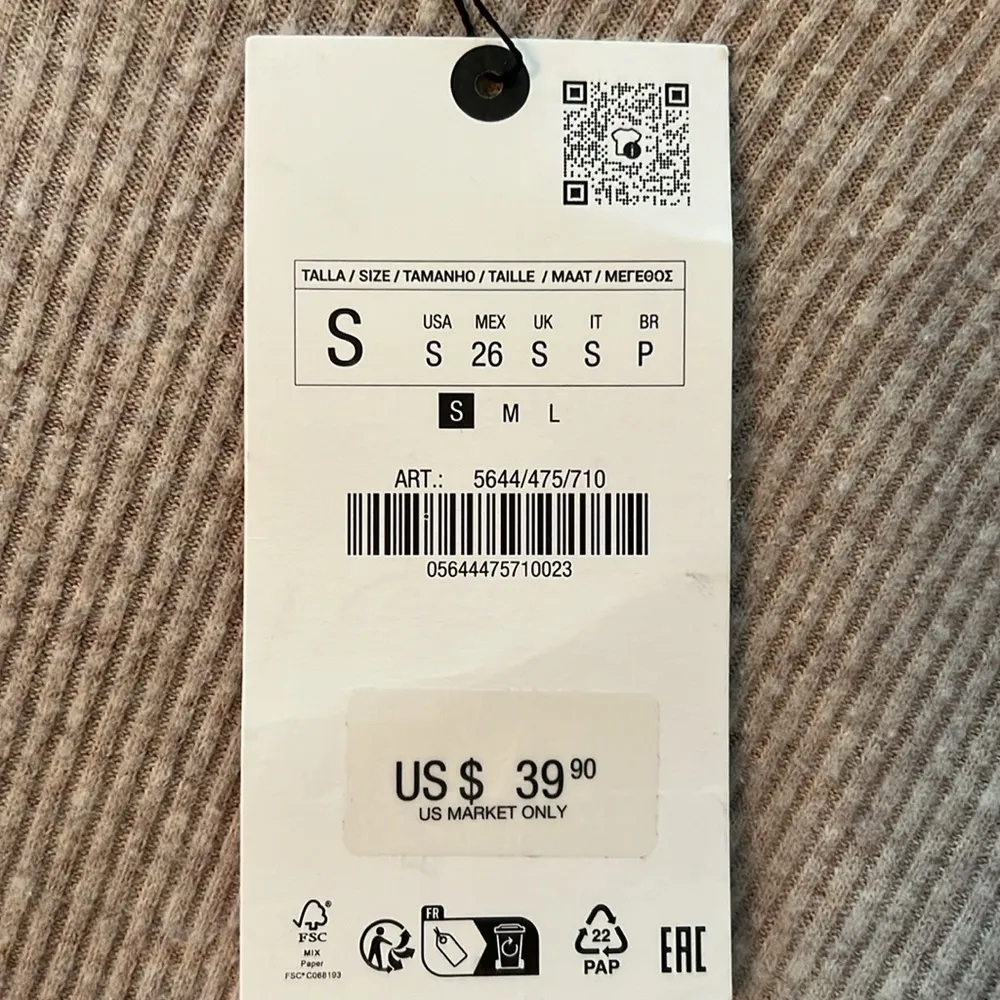 TALLA / SIZE / TAMANHO / TAILLE / MAAT / ΜΕΓΕΘΟΣ
S
USA MEX UK IT BR
S 26 S S P
S M L
ART.: 5644/475/710
05644475710023
US $ 39 90
US MARKET ONLY
FR
FSC®
MIX
Paper
FSC® C068193
22
PAP
EAC